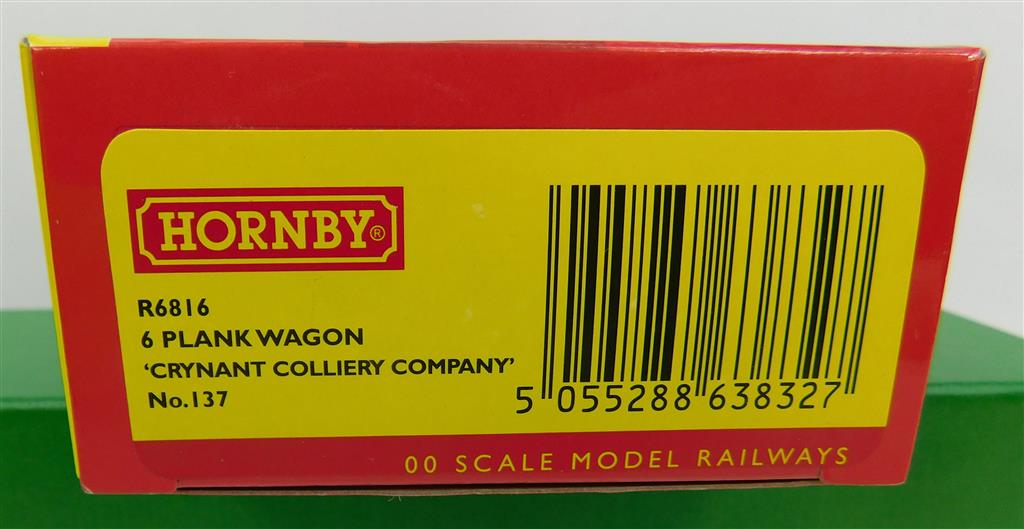 HORNBY®
R6816
6 PLANK WAGON
‘CRYNANT COLLIERY COMPANY’
No.137
5 055288 638327
00 SCALE MODEL RAILWAYS